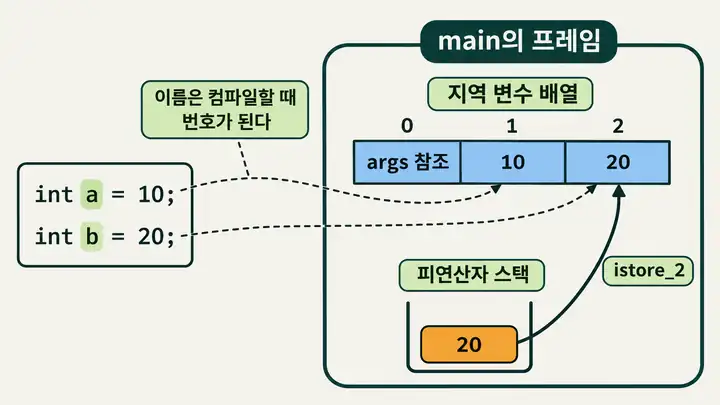 main의 프레임
지역 변수 배열
0 1 2
args 참조 10 20
이름은 컴파일할 때
번호가 된다
int a = 10;
int b = 20;
피연산자 스택
20
istore_2